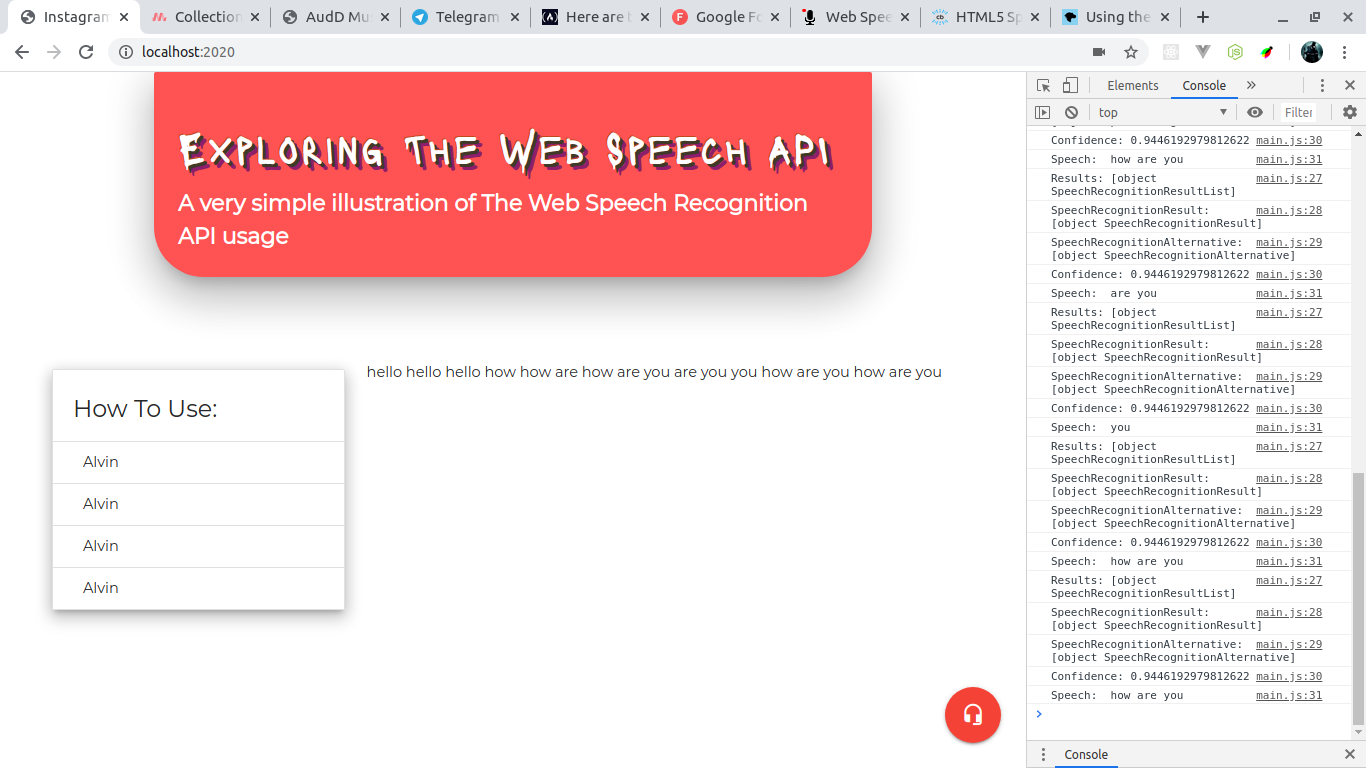 Instagram
Collection
AudD Mus
Telegram
Here are t
Google Fo
Web Spee
HTML5 Sp
Using the
localhost:2020
Exploring the Web Speech API
A very simple illustration of The Web Speech Recognition
API usage
How To Use:
Alvin
Alvin
Alvin
Alvin
hello hello hello how how are how are you are you you how are you how are you
Elements Console »
top Filter
Confidence: 0.9446192979812622 main.js:30
Speech: how are you main.js:31
Results: [object main.js:27
SpeechRecognitionResultList]
SpeechRecognitionResult: main.js:28
[object SpeechRecognitionResult]
SpeechRecognitionAlternative: main.js:29
[object SpeechRecognitionAlternative]
Confidence: 0.9446192979812622 main.js:30
Speech: are you main.js:31
Results: [object main.js:27
SpeechRecognitionResultList]
SpeechRecognitionResult: main.js:28
[object SpeechRecognitionResult]
SpeechRecognitionAlternative: main.js:29
[object SpeechRecognitionAlternative]
Confidence: 0.9446192979812622 main.js:30
Speech: you main.js:31
Results: [object main.js:27
SpeechRecognitionResultList]
SpeechRecognitionResult: main.js:28
[object SpeechRecognitionResult]
SpeechRecognitionAlternative: main.js:29
[object SpeechRecognitionAlternative]
Confidence: 0.9446192979812622 main.js:30
Speech: how are you main.js:31
Results: [object main.js:27
SpeechRecognitionResultList]
SpeechRecognitionResult: main.js:28
[object SpeechRecognitionResult]
SpeechRecognitionAlternative: main.js:29
[object SpeechRecognitionAlternative]
Confidence: 0.9446192979812622 main.js:30
Speech: how are you main.js:31
Console